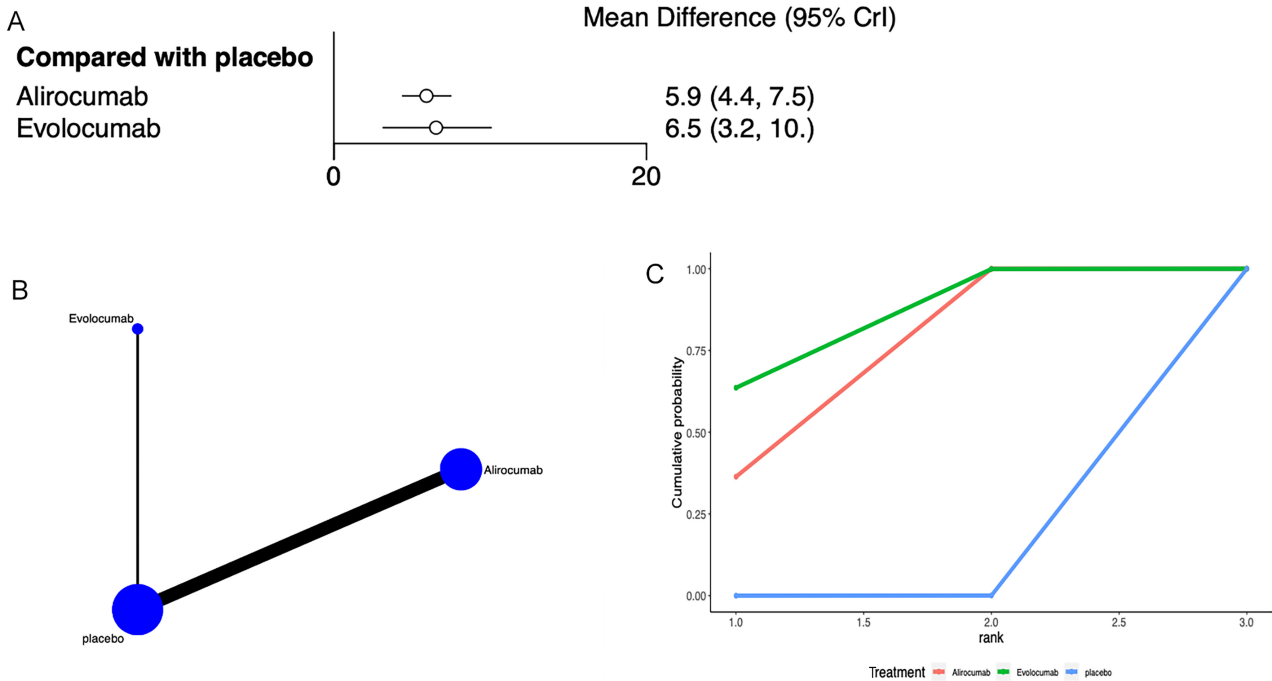 A
Mean Difference (95% CrI)
Compared with placebo
Alirocumab
5.9 (4.4, 7.5)
Evolocumab
6.5 (3.2, 10.)
0
20
B
Evolocumab
Alirocumab
placebo
C
Cumulative probability
1.00
0.75
0.50
0.25
0.00
1.0
1.5
2.0
2.5
3.0
rank
Treatment Alirocumab Evolocumab placebo